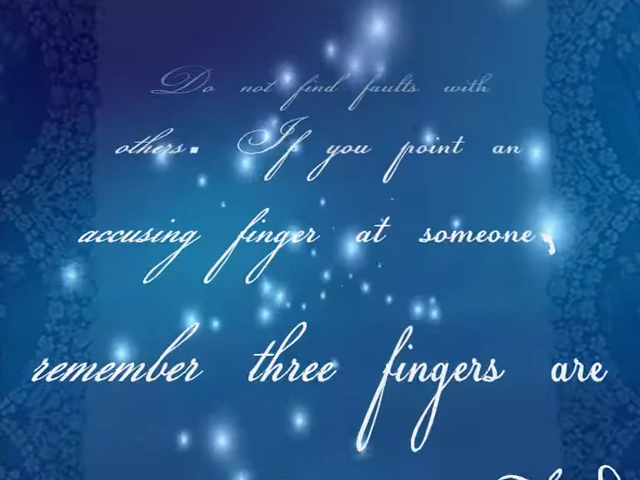 Do not find faults with
others. If you point an
accusing finger at someone,
remember three fingers are